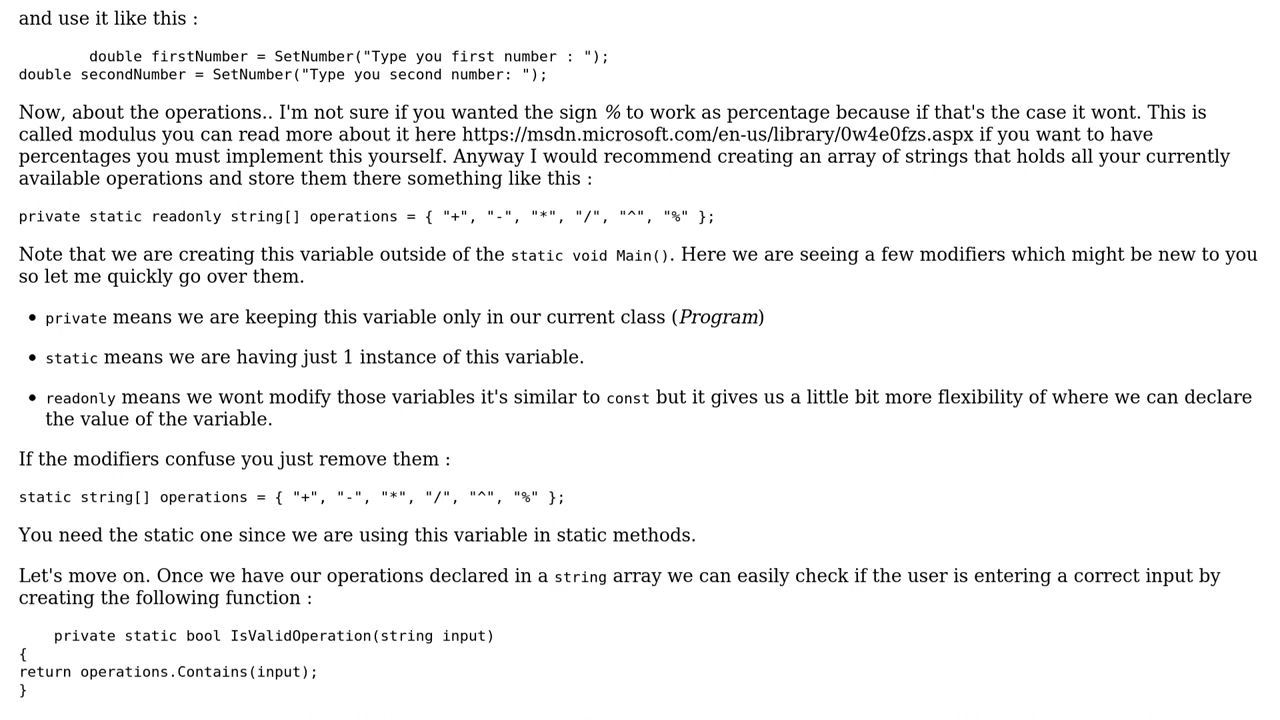 and use it like this :
double firstNumber = SetNumber("Type you first number : ");
double secondNumber = SetNumber("Type you second number: ");
Now, about the operations.. I'm not sure if you wanted the sign % to work as percentage because if that's the case it wont. This is
called modulus you can read more about it here https://msdn.microsoft.com/en-us/library/0w4e0fzs.aspx if you want to have
percentages you must implement this yourself. Anyway I would recommend creating an array of strings that holds all your currently
available operations and store them there something like this :
private static readonly string[] operations = { "+", "-", "*", "/", "^", "%" };
Note that we are creating this variable outside of the static void Main(). Here we are seeing a few modifiers which might be new to you
so let me quickly go over them.
• private means we are keeping this variable only in our current class (Program)
• static means we are having just 1 instance of this variable.
• readonly means we wont modify those variables it's similar to const but it gives us a little bit more flexibility of where we can declare
the value of the variable.
If the modifiers confuse you just remove them :
static string[] operations = { "+", "-", "*", "/", "^", "%" };
You need the static one since we are using this variable in static methods.
Let's move on. Once we have our operations declared in a string array we can easily check if the user is entering a correct input by
creating the following function :
private static bool IsValidOperation(string input)
{
return operations.Contains(input);
}